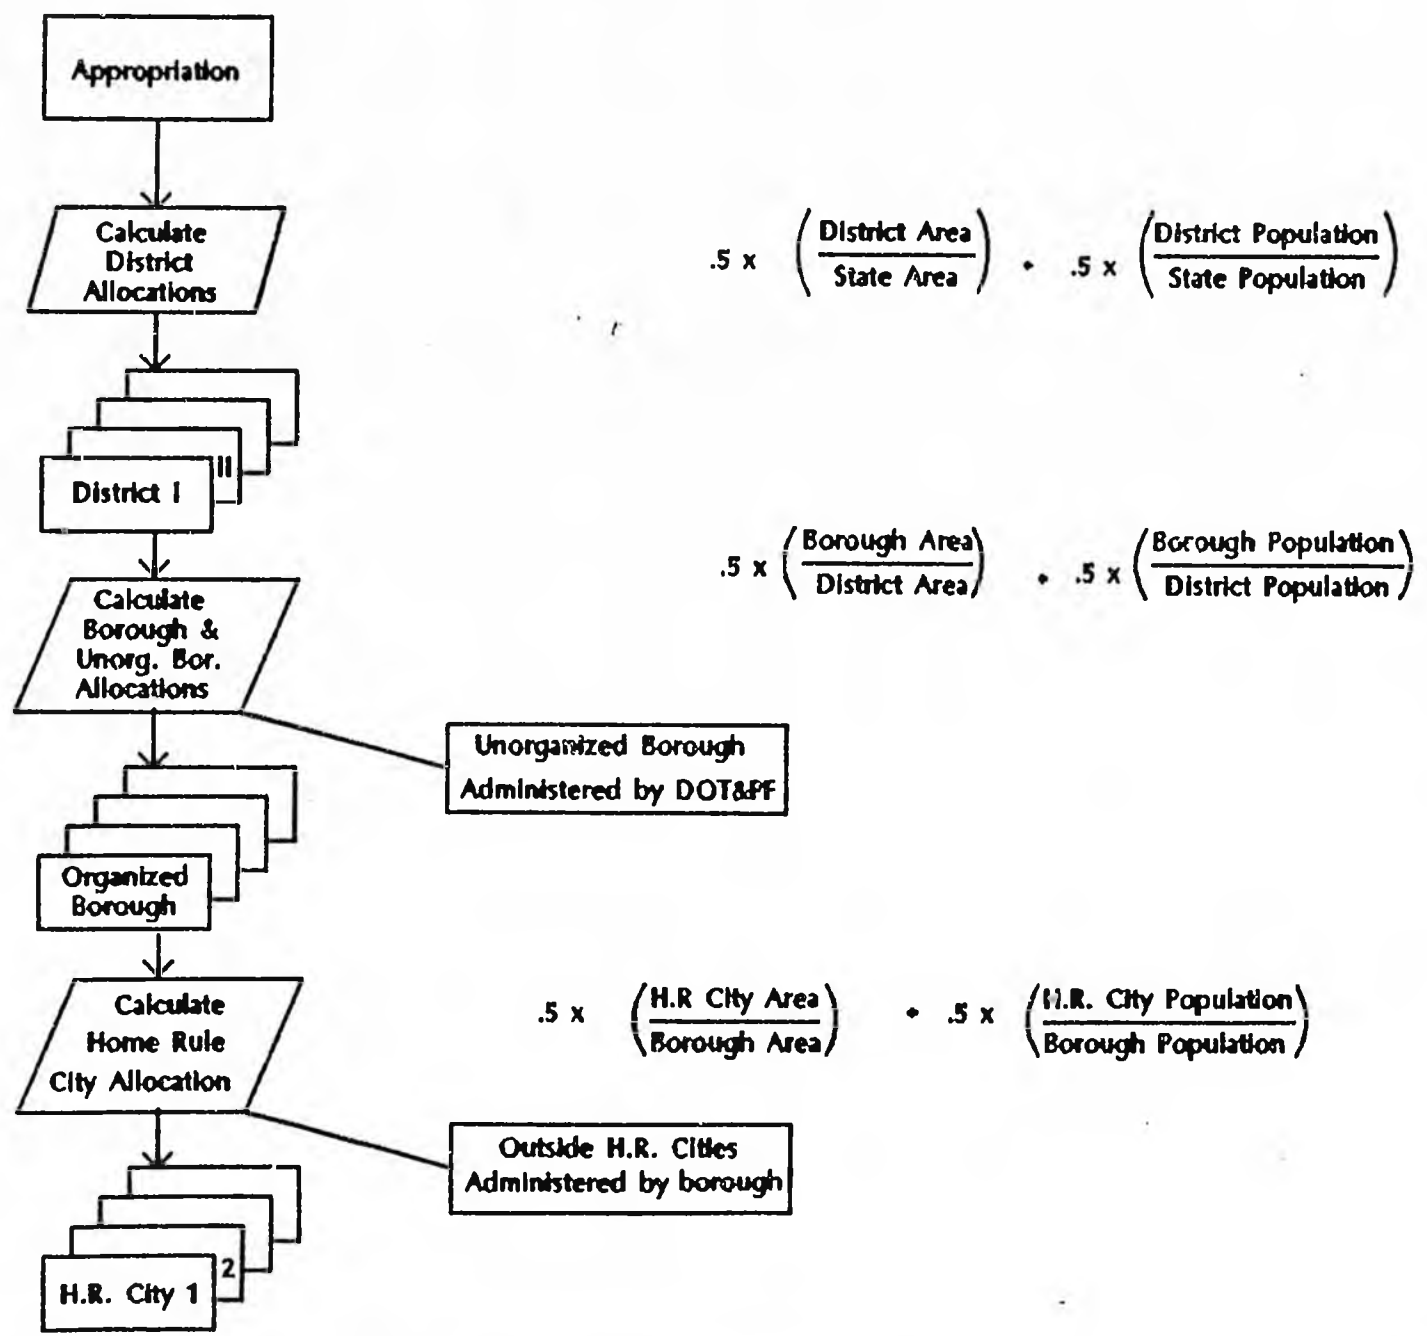 Appropriation
Calculate
District
Allocations
.5 x ( District Area / State Area ) + .5 x ( District Population / State Population )
II
District I
Calculate
Borough &
Unorg. Bor.
Allocations
.5 x ( Borough Area / District Area ) + .5 x ( Borough Population / District Population )
Unorganized Borough
Administered by DOT&PF
Organized
Borough
Calculate
Home Rule
City Allocation
.5 x ( H.R City Area / Borough Area ) + .5 x ( H.R. City Population / Borough Population )
Outside H.R. Cities
Administered by borough
2
H.R. City 1